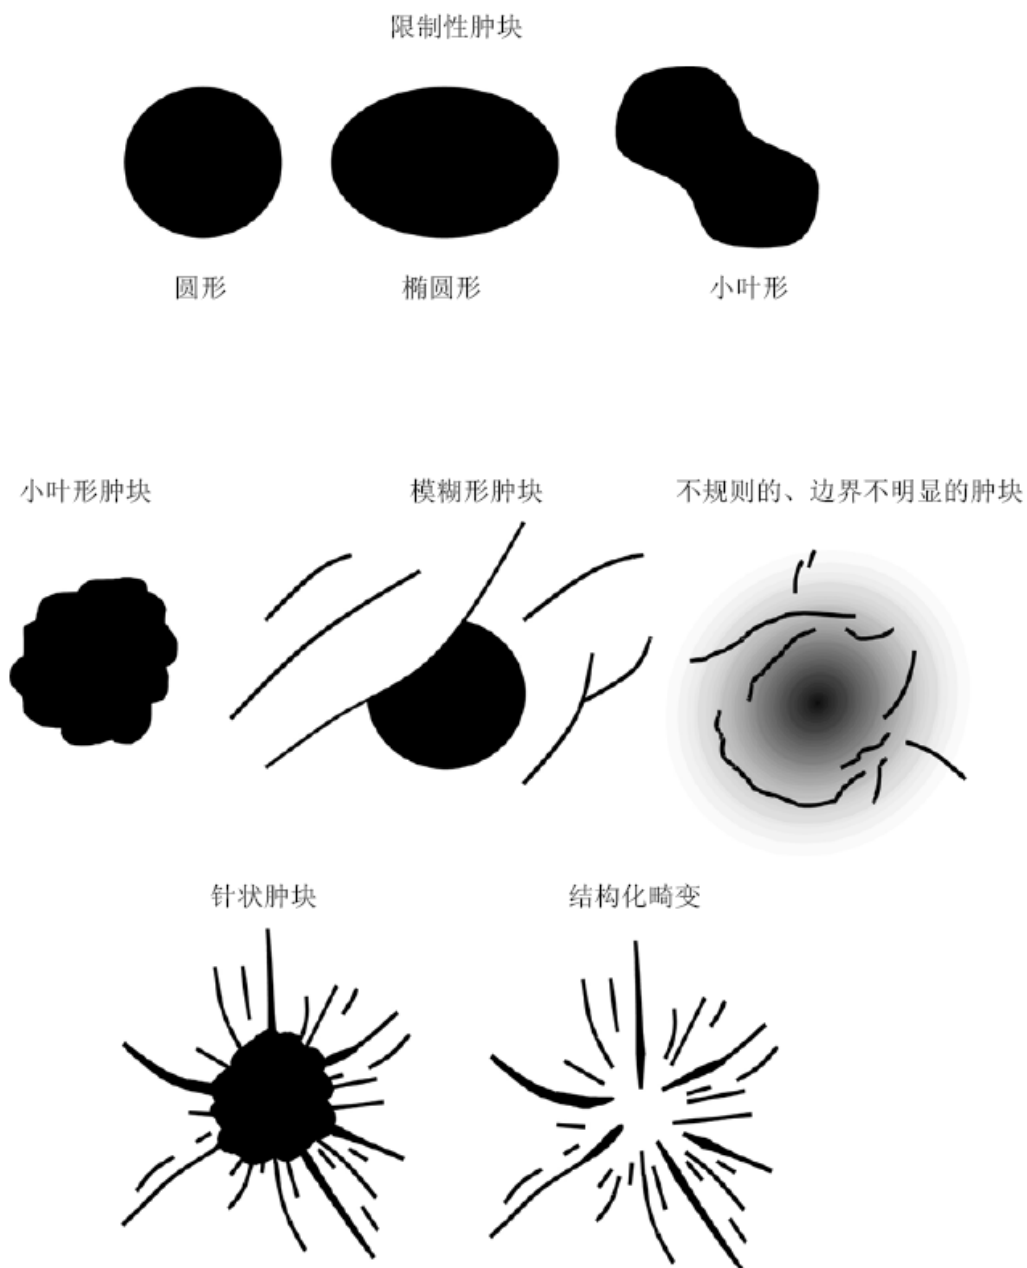 限制性肿块
圆形
椭圆形
小叶形
小叶形肿块
模糊形肿块
不规则的、边界不明显的肿块
针状肿块
结构化畸变